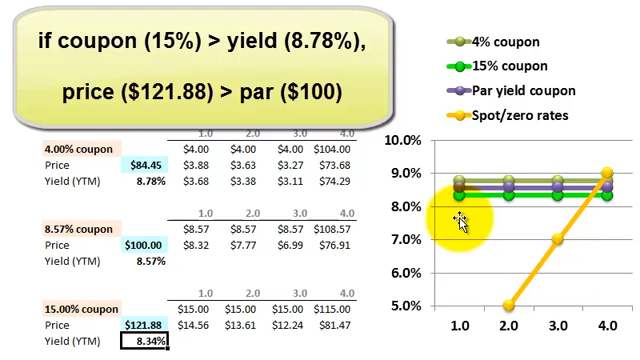 if coupon (15%) > yield (8.78%),
price ($121.88) > par ($100)
4% coupon
15% coupon
Par yield coupon
Spot/zero rates
1.0 2.0 3.0 4.0
4.00% coupon $4.00 $4.00 $4.00 $104.00
Price $84.45 $3.88 $3.63 $3.27 $73.68
Yield (YTM) 8.78% $3.68 $3.38 $3.11 $74.29
1.0 2.0 3.0 4.0
8.57% coupon $8.57 $8.57 $8.57 $108.57
Price $100.00 $8.32 $7.77 $6.99 $76.91
Yield (YTM) 8.57%
1.0 2.0 3.0 4.0
15.00% coupon $15.00 $15.00 $15.00 $115.00
Price $121.88 $14.56 $13.61 $12.24 $81.47
Yield (YTM) 8.34%
10.0%
9.0%
8.0%
7.0%
6.0%
5.0%
1.0 2.0 3.0 4.0